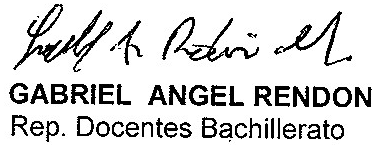 GABRIEL ANGEL RENDON
Rep. Docentes Bachillerato